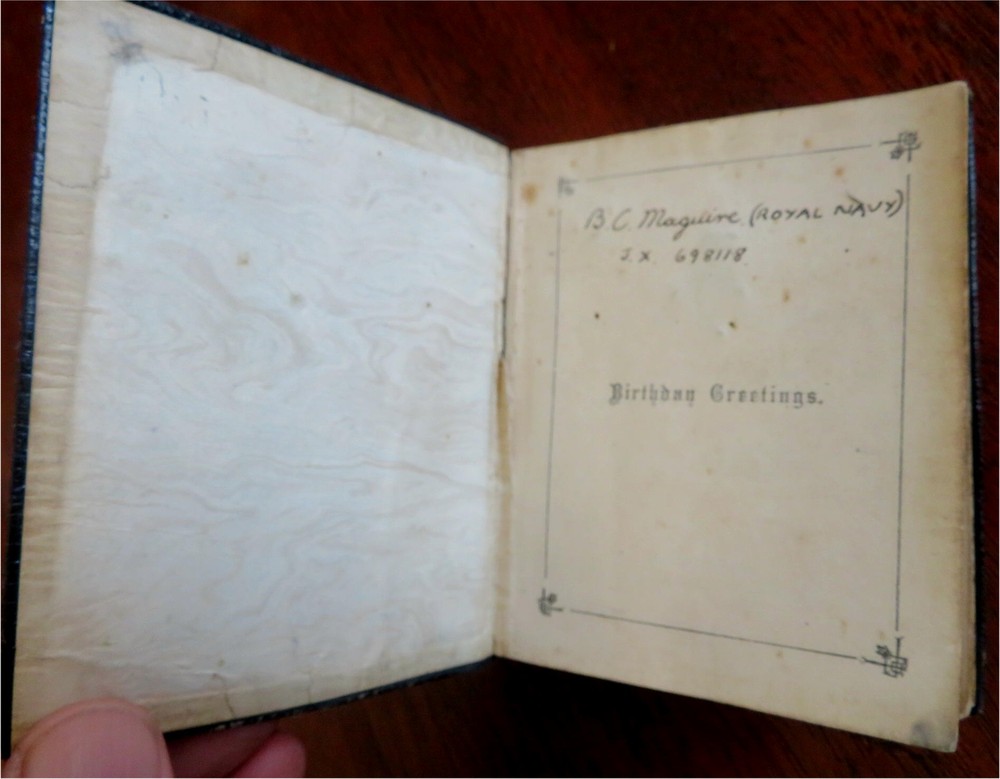 B. C. Maguire. (ROYAL NAVY)
J. X. 698118
Birthday Greetings.